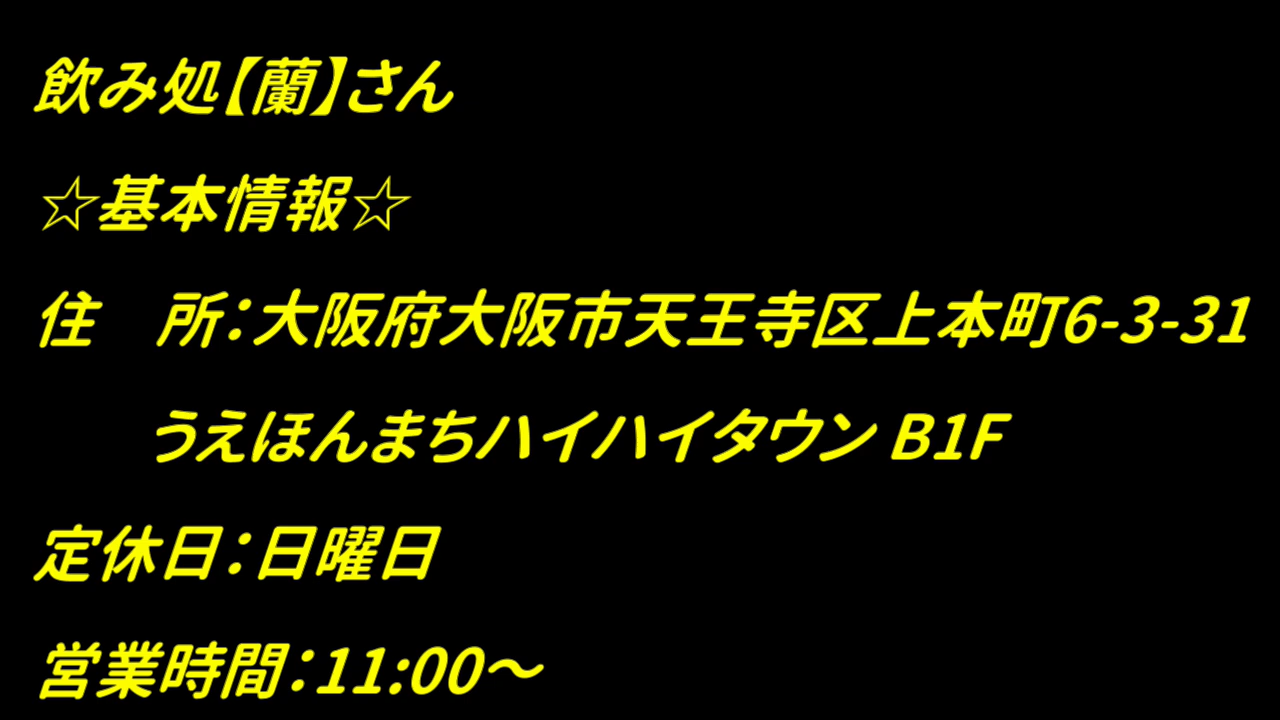 飲み処【蘭】さん
☆基本情報☆
住　所：大阪府大阪市天王寺区上本町6-3-31
うえほんまちハイハイタウン B1F
定休日：日曜日
営業時間：11:00～